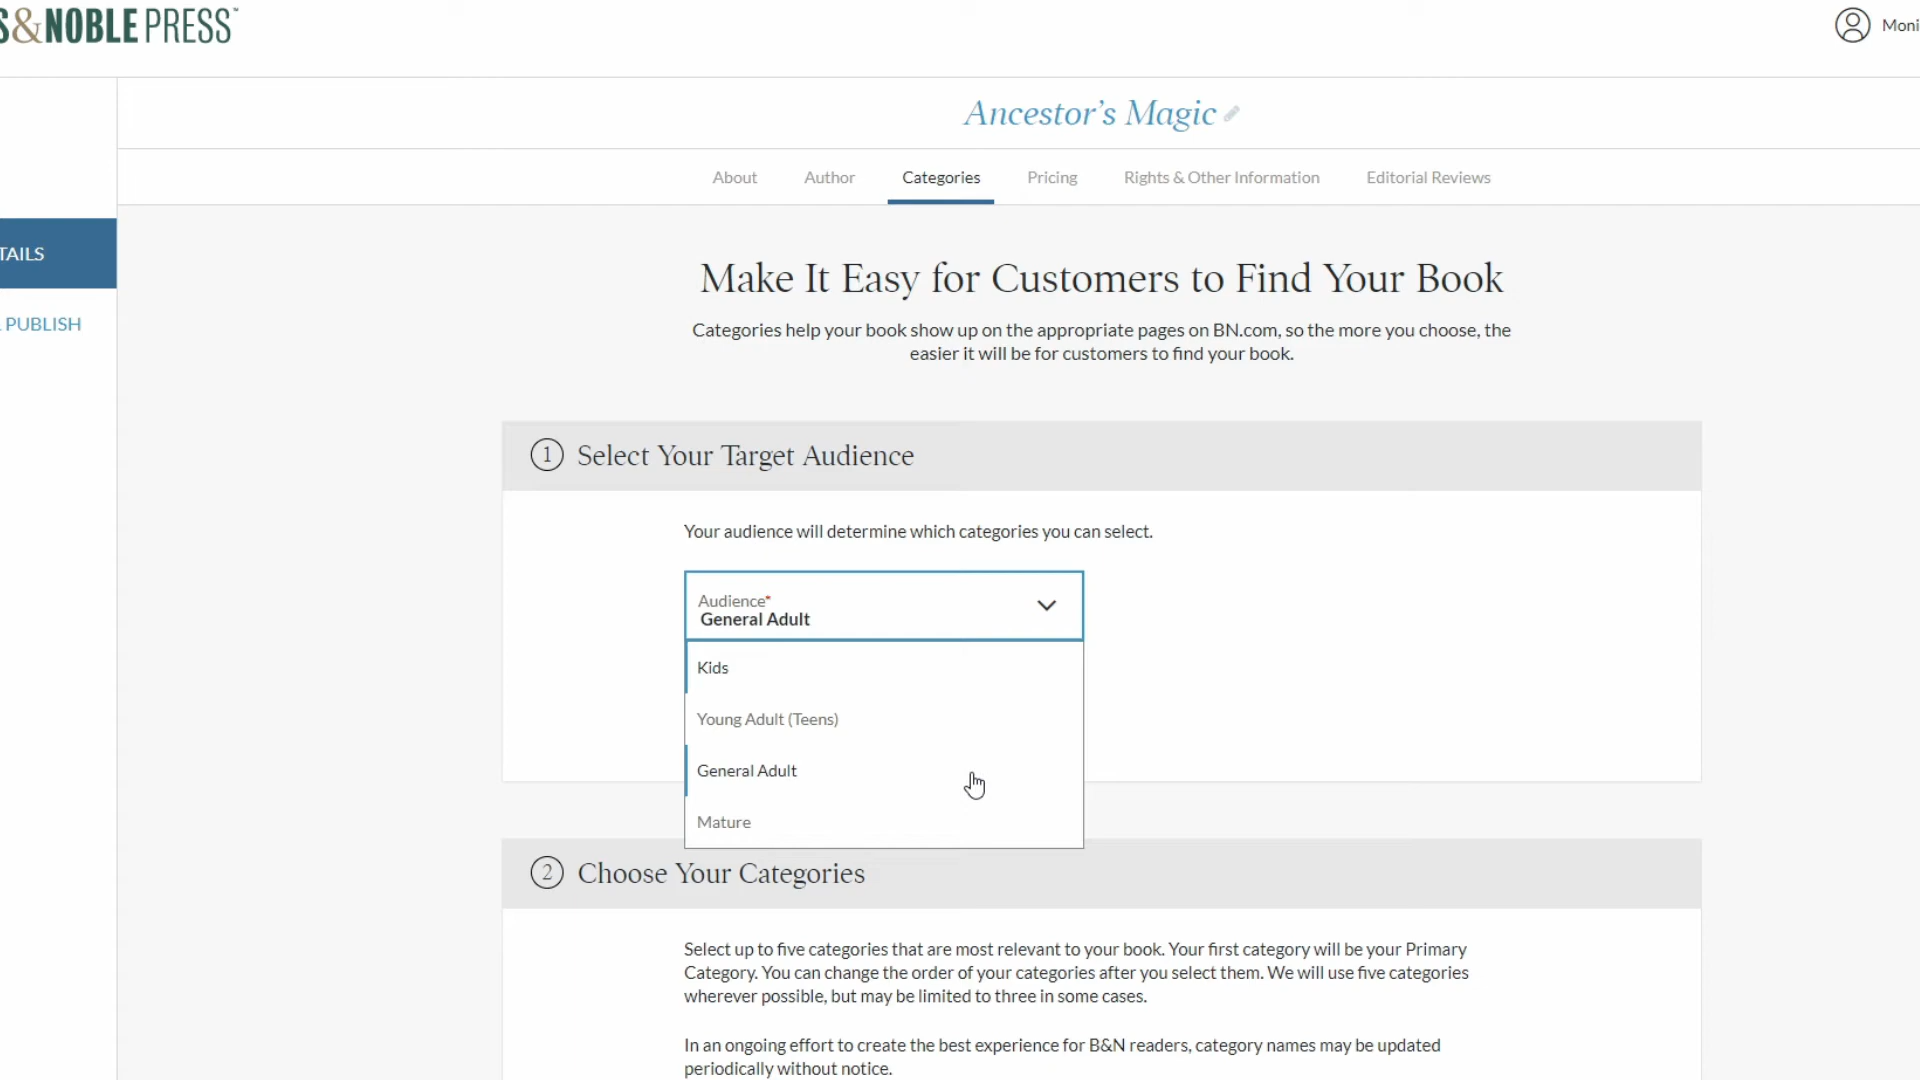 S&NOBLE PRESS™
Moni
Ancestor's Magic
About Author Categories Pricing Rights & Other Information Editorial Reviews
TAILS
PUBLISH
Make It Easy for Customers to Find Your Book
Categories help your book show up on the appropriate pages on BN.com, so the more you choose, the
easier it will be for customers to find your book.
1 Select Your Target Audience
Your audience will determine which categories you can select.
Audience*
General Adult
Kids
Young Adult (Teens)
General Adult
Mature
2 Choose Your Categories
Select up to five categories that are most relevant to your book. Your first category will be your Primary
Category. You can change the order of your categories after you select them. We will use five categories
wherever possible, but may be limited to three in some cases.
In an ongoing effort to create the best experience for B&N readers, category names may be updated
periodically without notice.